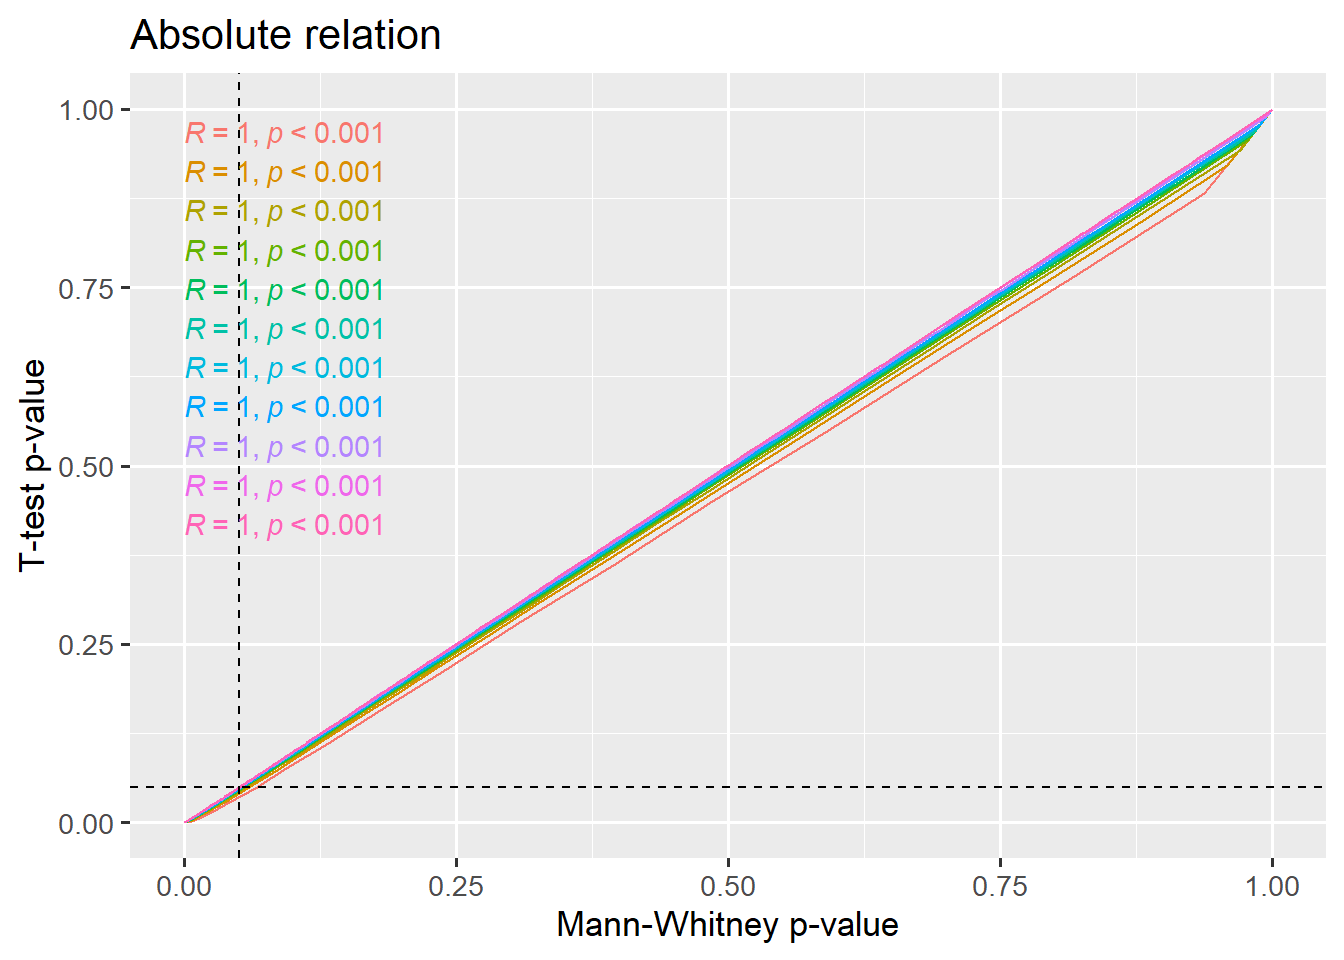 Absolute relation
1.00
R = 1, p < 0.001
R = 1, p < 0.001
R = 1, p < 0.001
R = 1, p < 0.001
0.75
R = 1, p < 0.001
R = 1, p < 0.001
R = 1, p < 0.001
R = 1, p < 0.001
R = 1, p < 0.001
0.50
R = 1, p < 0.001
R = 1, p < 0.001
T-test p-value
0.25
0.00
0.00 0.25 0.50 0.75 1.00
Mann-Whitney p-value